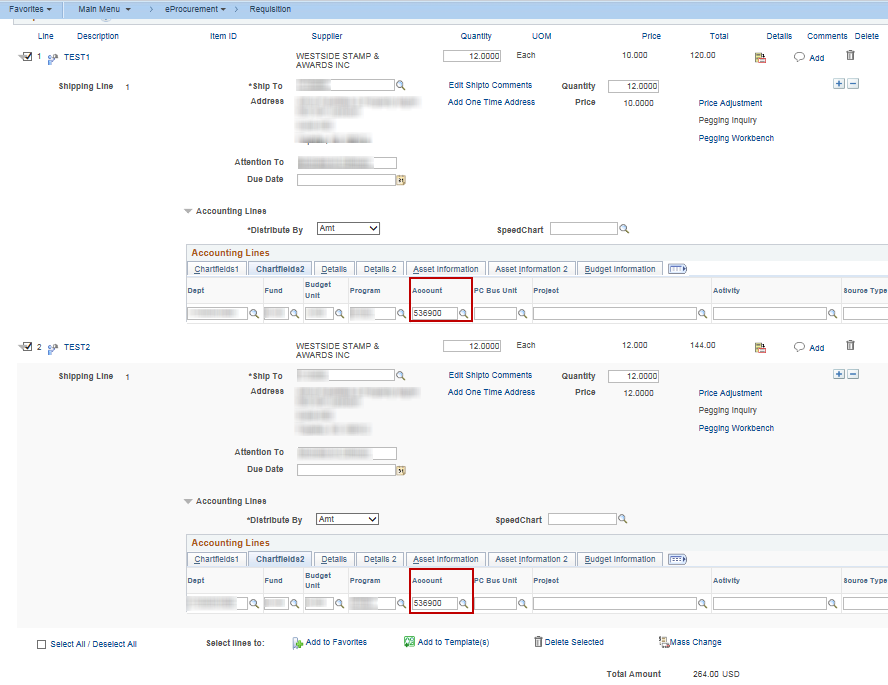 Favorites Main Menu > eProcurement > Requisition
Line Description Item ID Supplier Quantity UOM Price Total Details Comments Delete
1 TEST1 WESTSIDE STAMP & AWARDS INC 12.0000 Each 10.000 120.00 Add
Shipping Line 1 *Ship To Edit Shipto Comments Quantity 12.0000
Address Add One Time Address Price 10.0000 Price Adjustment
Pegging Inquiry
Pegging Workbench
Attention To
Due Date
Accounting Lines
*Distribute By Amt SpeedChart
Accounting Lines
Chartfields1 Chartfields2 Details Details 2 Asset Information Asset Information 2 Budget Information
Dept Fund Budget Unit Program Account PC Bus Unit Project Activity Source Type
536900
2 TEST2 WESTSIDE STAMP & AWARDS INC 12.0000 Each 12.000 144.00 Add
Shipping Line 1 *Ship To Edit Shipto Comments Quantity 12.0000
Address Add One Time Address Price 12.0000 Price Adjustment
Pegging Inquiry
Pegging Workbench
Attention To
Due Date
Accounting Lines
*Distribute By Amt SpeedChart
Accounting Lines
Chartfields1 Chartfields2 Details Details 2 Asset Information Asset Information 2 Budget Information
Dept Fund Budget Unit Program Account PC Bus Unit Project Activity Source Type
536900
Select All / Deselect All Select lines to: Add to Favorites Add to Template(s) Delete Selected Mass Change
Total Amount 264.00 USD